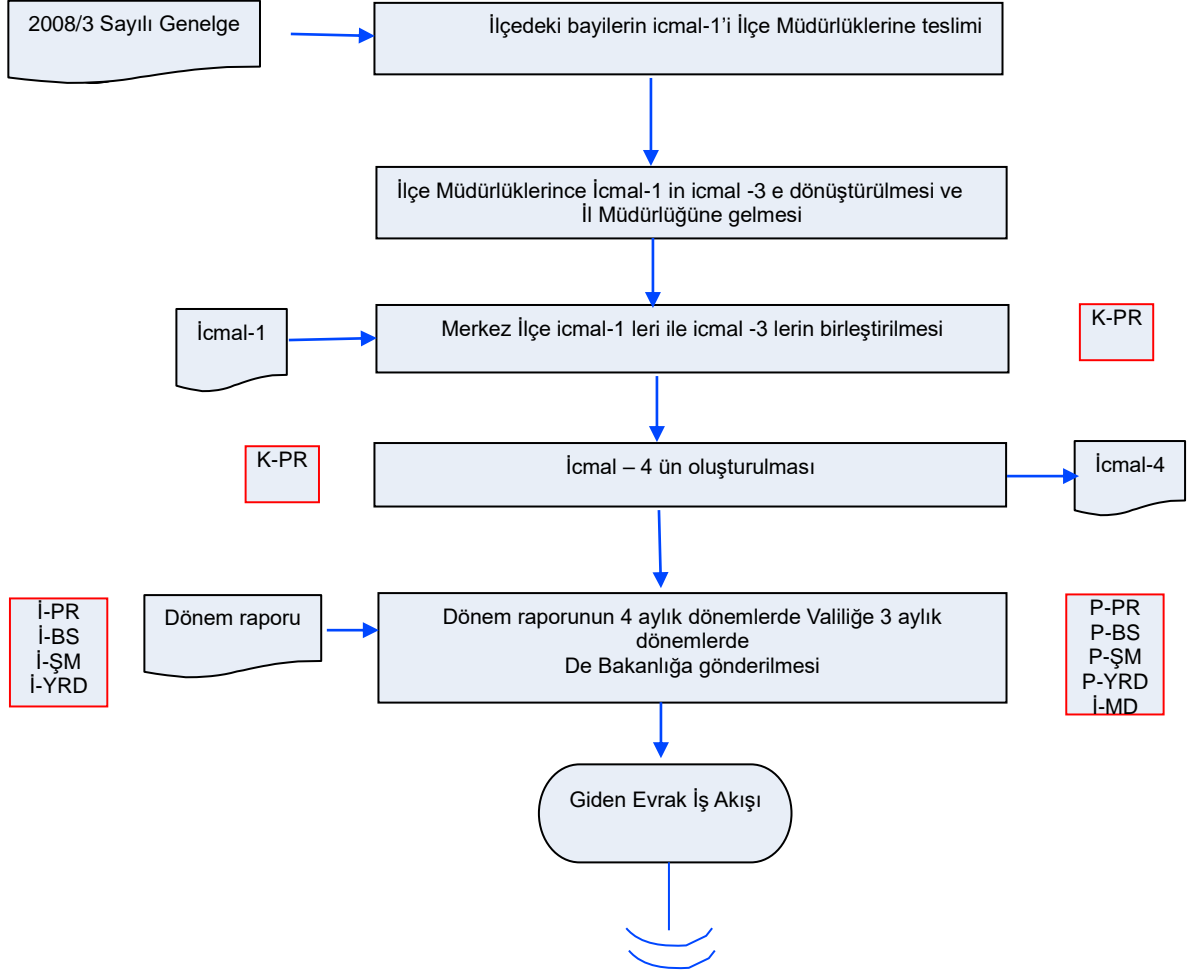 2008/3 Sayılı Genelge
İlçedeki bayilerin icmal-1’i İlçe Müdürlüklerine teslimi
İlçe Müdürlüklerince İcmal-1 in icmal -3 e dönüştürülmesi ve
İl Müdürlüğüne gelmesi
İcmal-1
Merkez İlçe icmal-1 leri ile icmal -3 lerin birleştirilmesi
K-PR
K-PR
İcmal – 4 ün oluşturulması
İcmal-4
İ-PR
İ-BS
İ-ŞM
İ-YRD
Dönem raporu
Dönem raporunun 4 aylık dönemlerde Valiliğe 3 aylık
dönemlerde
De Bakanlığa gönderilmesi
P-PR
P-BS
P-ŞM
P-YRD
İ-MD
Giden Evrak İş Akışı